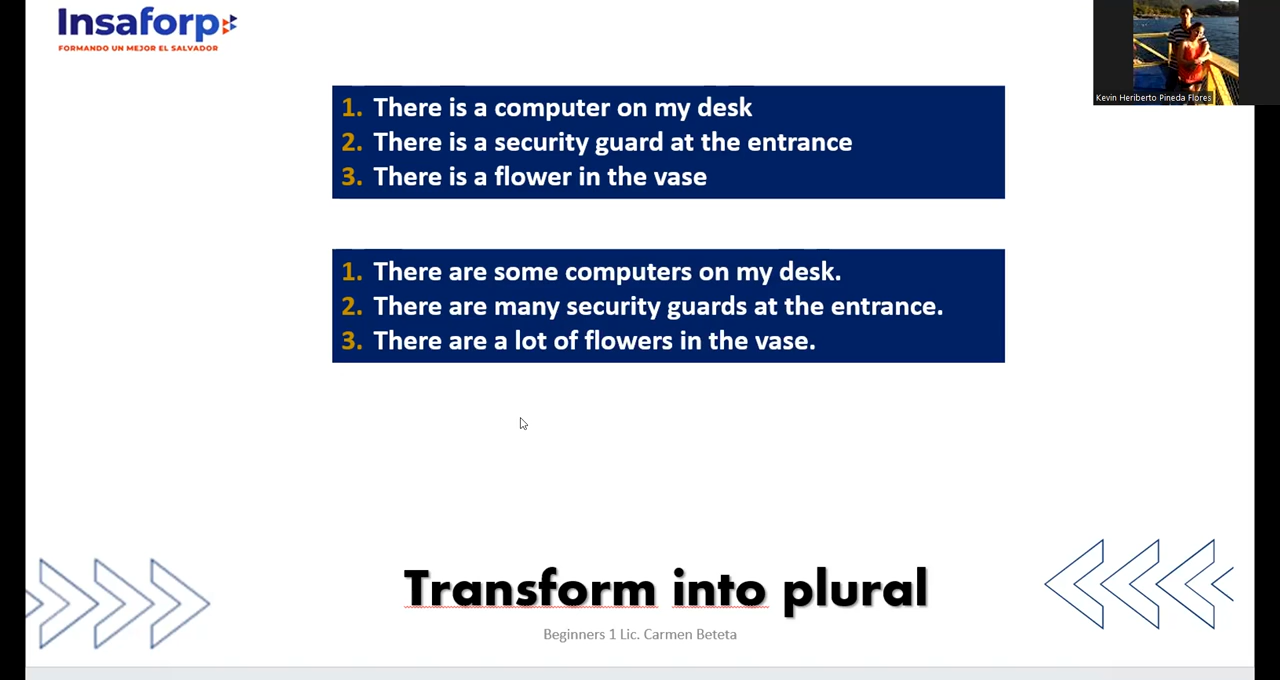 Insaforp
FORMANDO UN MEJOR EL SALVADOR
Kevin Heriberto Pineda Flores
1. There is a computer on my desk
2. There is a security guard at the entrance
3. There is a flower in the vase
1. There are some computers on my desk.
2. There are many security guards at the entrance.
3. There are a lot of flowers in the vase.
Transform into plural
Beginners 1 Lic. Carmen Beteta